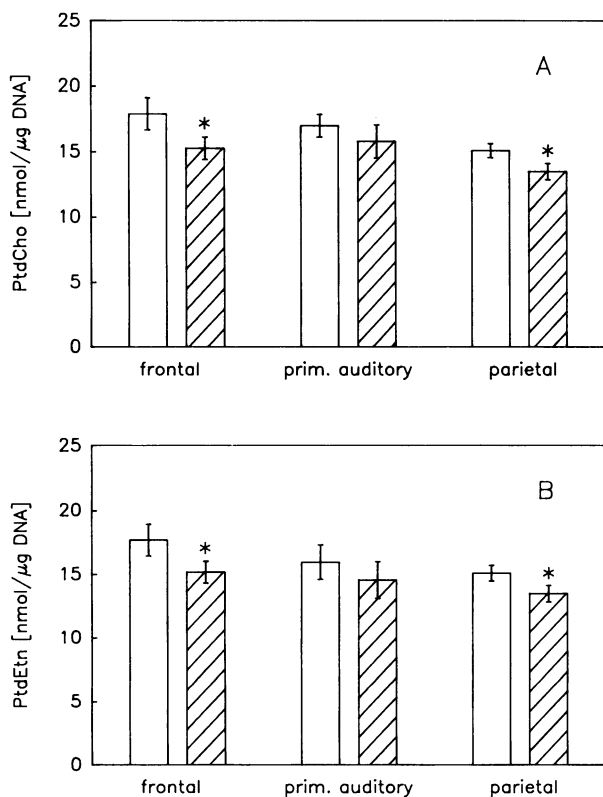 25
A
20
* *
15
10
5
0
PtdCho [nmol/μg DNA]
frontal prim. auditory parietal
25
B
20
* *
15
10
5
0
PtdEtn [nmol/μg DNA]
frontal prim. auditory parietal